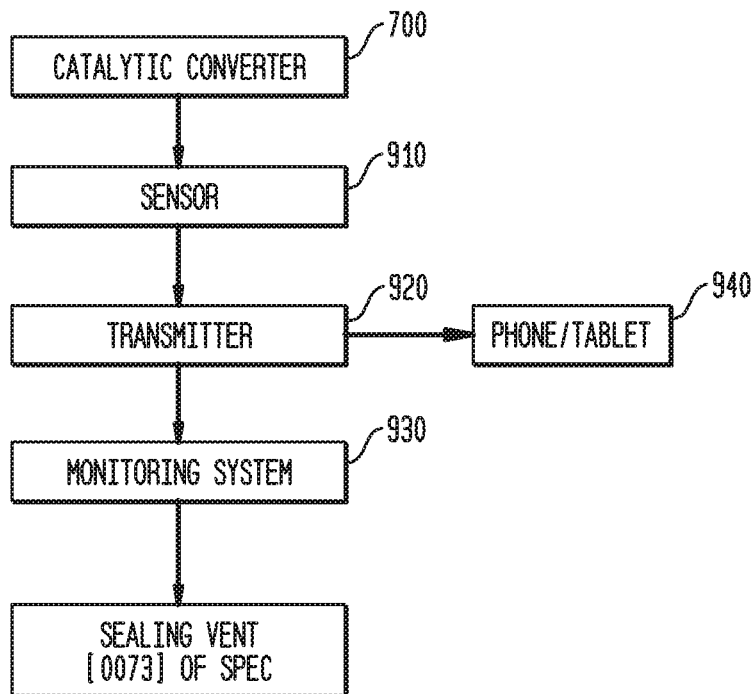 700
CATALYTIC CONVERTER
910
SENSOR
920
TRANSMITTER
940
PHONE/TABLET
930
MONITORING SYSTEM
SEALING VENT
[0073] OF SPEC